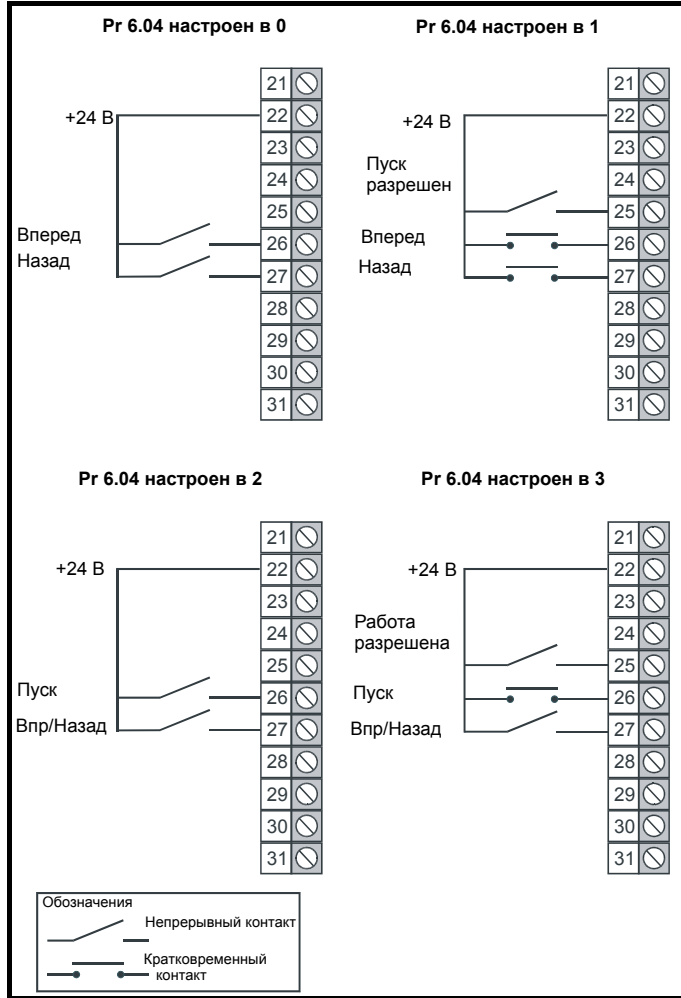 Pr 6.04 настроен в 0
+24 В
Вперед
Назад
21
22
23
24
25
26
27
28
29
30
31
Pr 6.04 настроен в 1
+24 В
Пуск
разрешен
Вперед
Назад
21
22
23
24
25
26
27
28
29
30
31
Pr 6.04 настроен в 2
+24 В
Пуск
Впр/Назад
21
22
23
24
25
26
27
28
29
30
31
Pr 6.04 настроен в 3
+24 В
Работа
разрешена
Пуск
Впр/Назад
21
22
23
24
25
26
27
28
29
30
31
Обозначения
Непрерывный контакт
Кратковременный
контакт